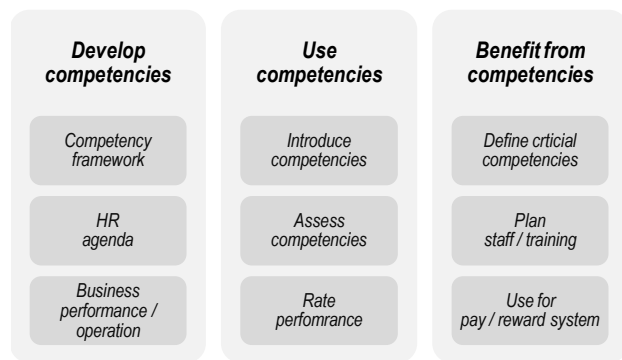 Develop
competencies
Competency
framework
HR
agenda
Business
performance /
operation
Use
competencies
Introduce
competencies
Assess
competencies
Rate
perfomrance
Benefit from
competencies
Define crticial
competencies
Plan
staff / training
Use for
pay / reward system